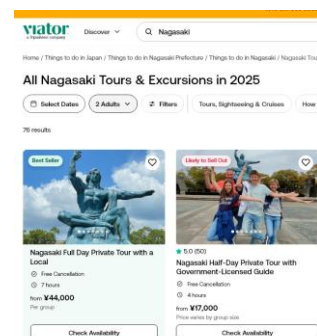 viator
a Tripadvisor company
Discover
Nagasaki
Home / Things to do in Japan / Things to do in Nagasaki Prefecture / Things to do in Nagasaki / Nagasaki Tou
All Nagasaki Tours & Excursions in 2025
Select Dates
2 Adults
Filters
Tours, Sightseeing & Cruises
How
76 results
Best Seller
Likely to Sell Out
Nagasaki Full Day Private Tour with a
Local
Free Cancellation
7 hours
from ¥44,000
Per group
Check Availability
5.0 (50)
Nagasaki Half-Day Private Tour with
Government-Licensed Guide
Free Cancellation
4 hours
from ¥17,000
Price varies by group size
Check Availability